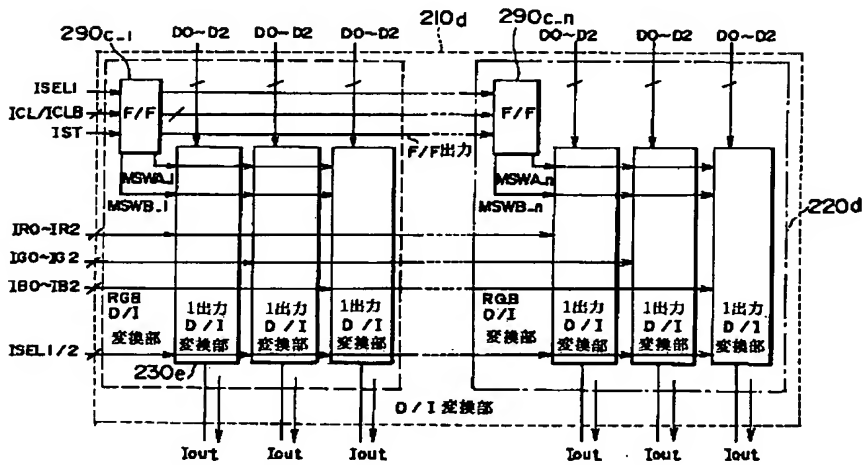 290c_1 D0~D2 D0~D2 D0~D2 210d 290c_n D0~D2 D0~D2 D0~D2
ISEL1
ICL/ICLB
IST
F/F
F/F
F/F出力
MSWA_1
MSWB_1
MSWA_n
MSWB_n
220d
IR0~IR2
IG0~IG2
IB0~IB2
RGB
D/I
変換部
1出力
D/I
変換部
1出力
D/I
変換部
1出力
D/I
変換部
RGB
D/I
変換部
1出力
D/I
変換部
1出力
D/I
変換部
1出力
D/I
変換部
ISEL1/2
230e
D/I 変換部
Iout Iout Iout Iout Iout Iout